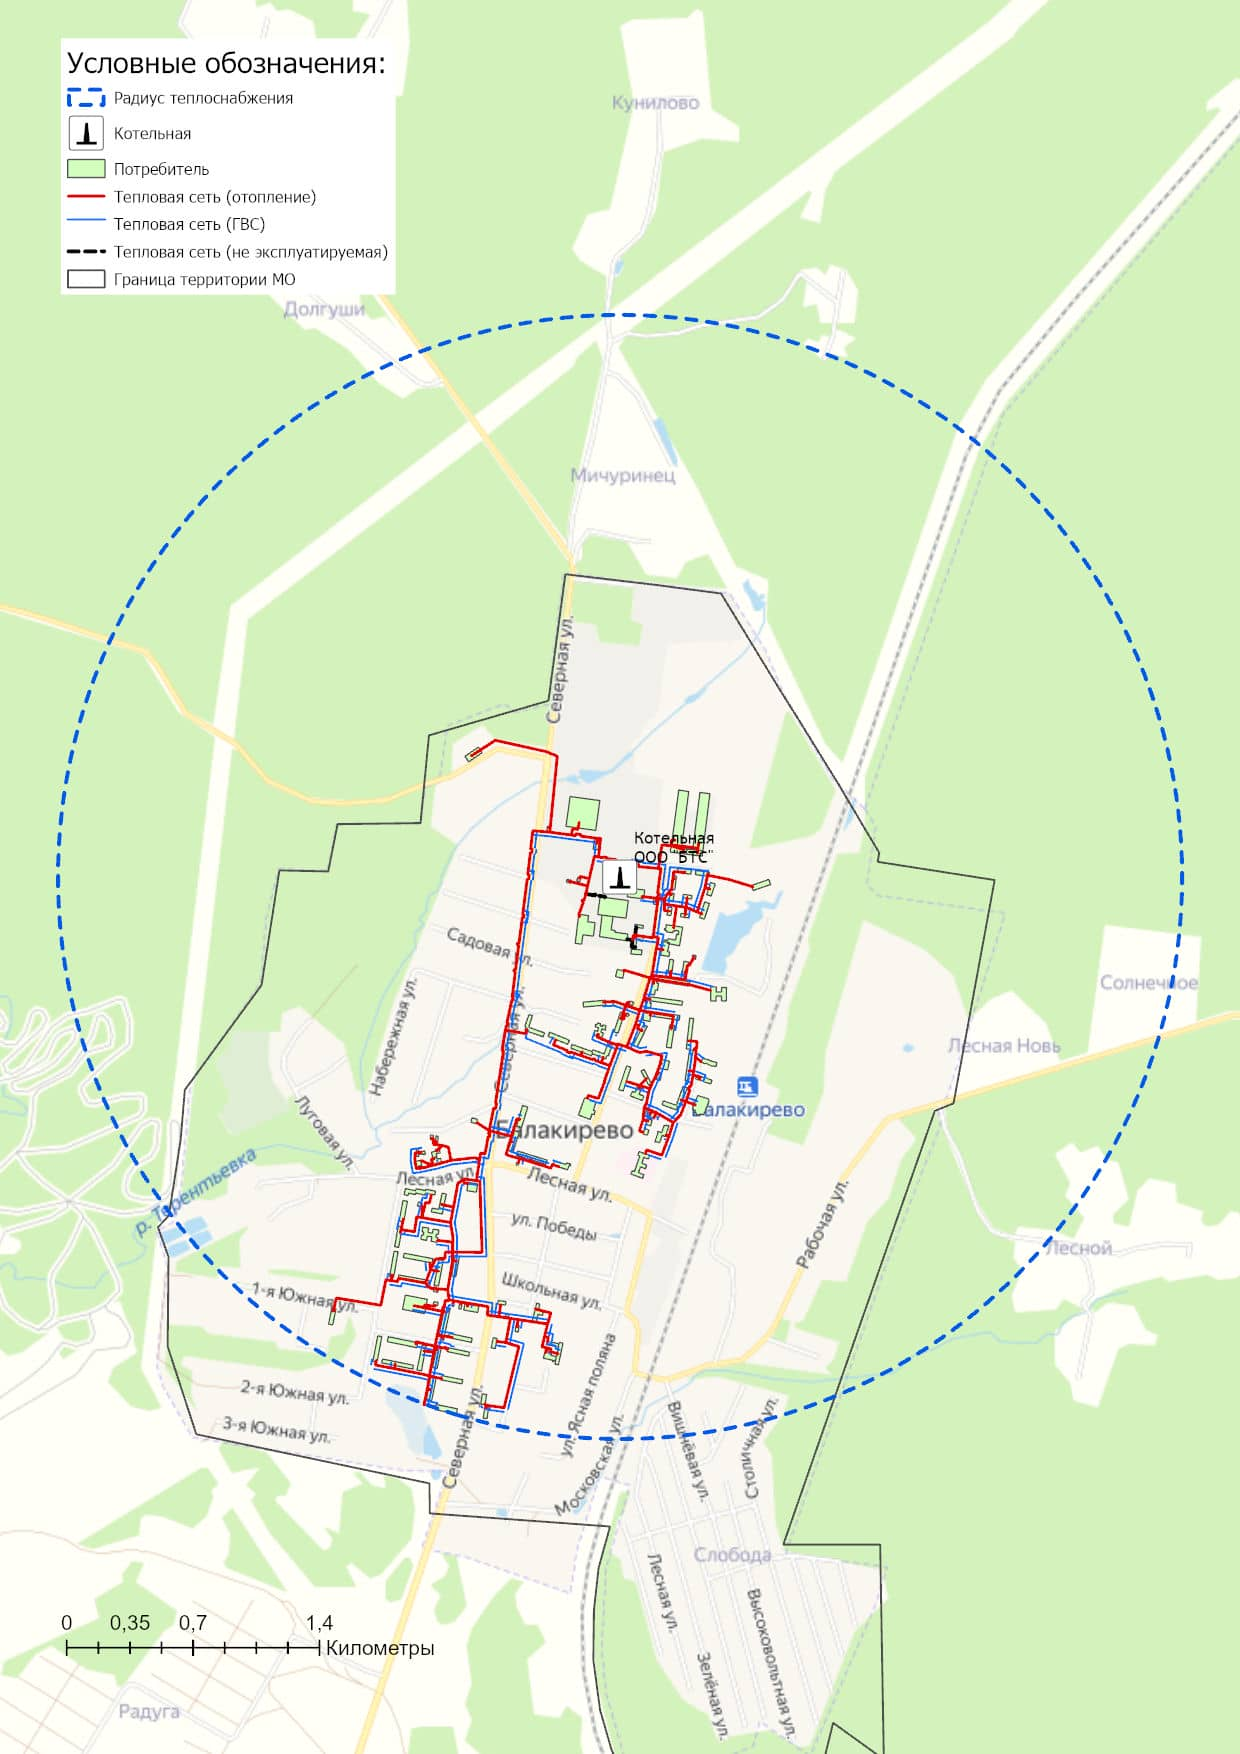 Условные обозначения:
Радиус теплоснабжения
Котельная
Потребитель
Тепловая сеть (отопление)
Тепловая сеть (ГВС)
Тепловая сеть (не эксплуатируемая)
Граница территории МО
Кунилово
Долгуши
Мичуринец
Северная ул.
Котельная
ООО "БТС"
Садовая ул.
Набережная ул.
Северная ул.
Солнечное
Лесная Новь
Балакирево
Балакирево
Луговая ул.
р. Терентьевка
Лесная ул.
Лесная ул.
ул. Победы
Рабочая ул.
Лесной
Школьная ул.
1-я Южная ул.
ул. Ясная поляна
2-я Южная ул.
3-я Южная ул.
Северная ул.
Московская ул.
Вишнёвая ул.
Столичная ул.
Слобода
Лесная ул.
Высоковольтная ул.
Зелёная ул.
0 0,35 0,7 1,4
Километры
Радуга